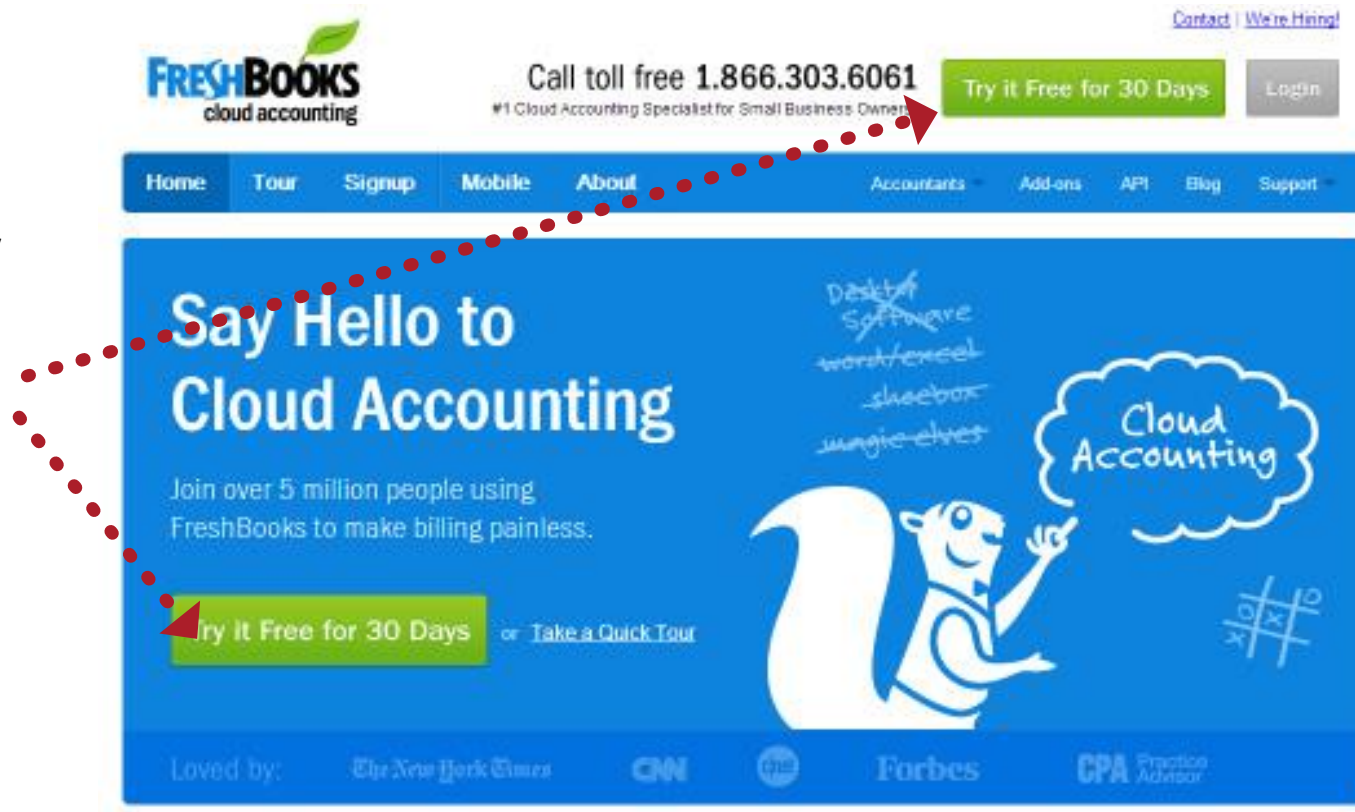 Contact | We're Hiring!
FRESHBOOKS
cloud accounting
Call toll free 1.866.303.6061
#1 Cloud Accounting Specialist for Small Business Owners
Try it Free for 30 Days
Login
Home Tour Signup Mobile About Accountants Add-ons API Blog Support
Say Hello to
Cloud Accounting
Join over 5 million people using
FreshBooks to make billing painless.
Try it Free for 30 Days or Take a Quick Tour
Desktop
Software
word/excel
shoebox
magic elves
Cloud
Accounting
O
O X
X
Loved by: The New York Times CNN Forbes CPA Practice
Advisor